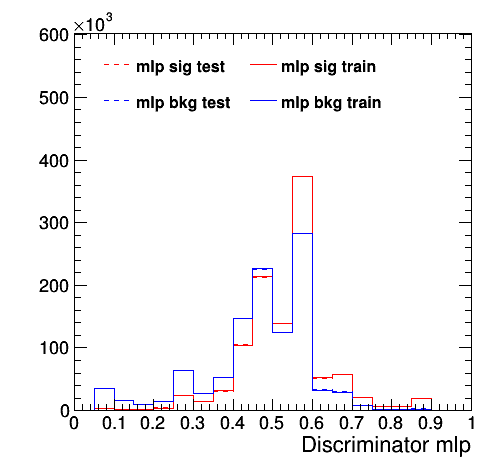 ×10³
600
500
400
300
200
100
0
mlp sig test mlp sig train
mlp bkg test mlp bkg train
0 0.1 0.2 0.3 0.4 0.5 0.6 0.7 0.8 0.9 1
Discriminator mlp